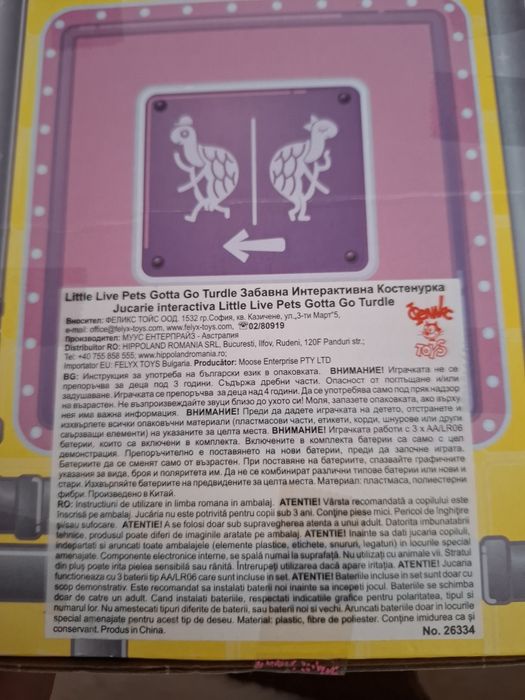 Little Live Pets Gotta Go Turdle Забавна Интерактивна Костенурка
Jucarie interactiva Little Live Pets Gotta Go Turdle
Вносител: ФЕЛИКС ТОЙС ООД. 1532 гр.София, кв. Казичене, ул.„3-ти Март"5,
e-mail: office@felyx-toys.com, www.felyx-toys.com, ☎02/80919
Производител: МУУС ЕНТЕРПРАЙЗ - Австралия
Distribuitor RO: HIPPOLAND ROMANIA SRL, Bucuresti, Ilfov, Rudeni, 120F Panduri str.;
Tel: +40 755 858 555; www.hippolandromania.ro;
Importator EU: FELYX TOYS Bulgaria. Producător: Moose Enterprise PTY LTD
Феликс
TOYS
BG: Инструкция за употреба на български език в опаковката. ВНИМАНИЕ! Играчката не се
препоръчва за деца под 3 години. Съдържа дребни части. Опасност от поглъщане и/или
задушаване. Играчката се препоръчва за деца над 4 години. Да се употребява само под пряк надзор
на възрастен. Не възпроизвеждайте звуци близо до ухото си! Моля, запазете опаковката, ако върху
нея има важна информация. ВНИМАНИЕ! Преди да дадете играчката на детето, отстранете и
изхвърлете всички опаковъчни материали (пластмасови части, етикети, корди, шнурове или други
свързващи елементи) на указаните за целта места. ВНИМАНИЕ! Играчката работи с 3 x AA/LR06
батерии, които са включени в комплекта. Включените в комплекта батерии са само с цел
демонстрация. Препоръчително е поставянето на нови батерии, преди да започне играта.
Батериите да се сменят само от възрастен. При поставяне на батериите, спазвайте графичните
указания за вида, броя и поляритета им. Да не се комбинират различни типове батерии или нови и
стари. Изхвърляйте батериите на предвидените за целта места. Материал: пластмаса, полиестерни
фибри. Произведено в Китай.
RO: Instrucțiuni de utilizare in limba romana in ambalaj. ATENTIE! Vârsta recomandată a copilului este
înscrisă pe ambalaj. Jucăria nu este potrivită pentru copii sub 3 ani. Conține piese mici. Pericol de înghițire
și/sau sufocare. ATENTIE! A se folosi doar sub supravegherea atenta a unui adult. Datorita imbunatatirii
tehnice, produsul poate diferi de imaginile aratate pe ambalaj. ATENTIE! Inainte sa dati jucaria copiilui,
indepartati si aruncati toate ambalajele (elemente plastice, etichete, snururi, legaturi) in locurile special
amenajate. Componente electronice interne, se spală numai la suprafață. Nu utilizați cu animale vii. Stratul
din pluș poate irita pielea sensibilă sau rănită. Întrerupeți utilizarea dacă apare iritația. ATENTIE! Jucaria
functioneaza cu 3 baterii tip AA/LR06 care sunt incluse in set. ATENTIE! Bateriile incluse in set sunt doar cu
scop demonstrativ. Este recomandat sa instalati baterii noi inainte sa incepeti jocul. Bateriile se schimba
doar de catre un adult. Cand instalati bateriile, respectati indicatiile grafice pentru polaritatea, tipul si
numarul lor. Nu amestecati tipuri diferite de baterii, sau baterii noi si vechi. Aruncati bateriile doar in locurile
special amenajate pentru acest tip de deseu. Material: plastic, fibre de poliester. Conține imudurea ca și
conservant. Produs in China.
No. 26334